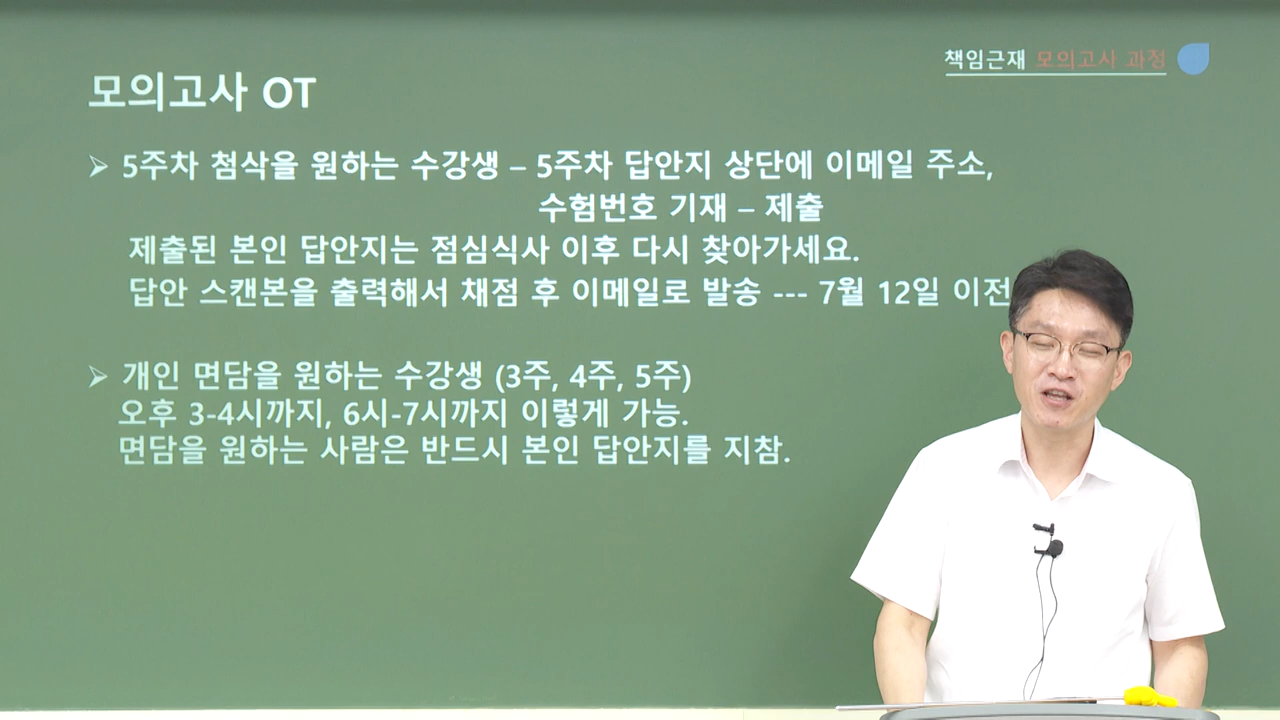 책임근재 모의고사 과정
모의고사 OT
➢ 5주차 첨삭을 원하는 수강생 – 5주차 답안지 상단에 이메일 주소,
수험번호 기재 – 제출
제출된 본인 답안지는 점심식사 이후 다시 찾아가세요.
답안 스캔본을 출력해서 채점 후 이메일로 발송 --- 7월 12일 이전
➢ 개인 면담을 원하는 수강생 (3주, 4주, 5주)
오후 3-4시까지, 6시-7시까지 이렇게 가능.
면담을 원하는 사람은 반드시 본인 답안지를 지참.